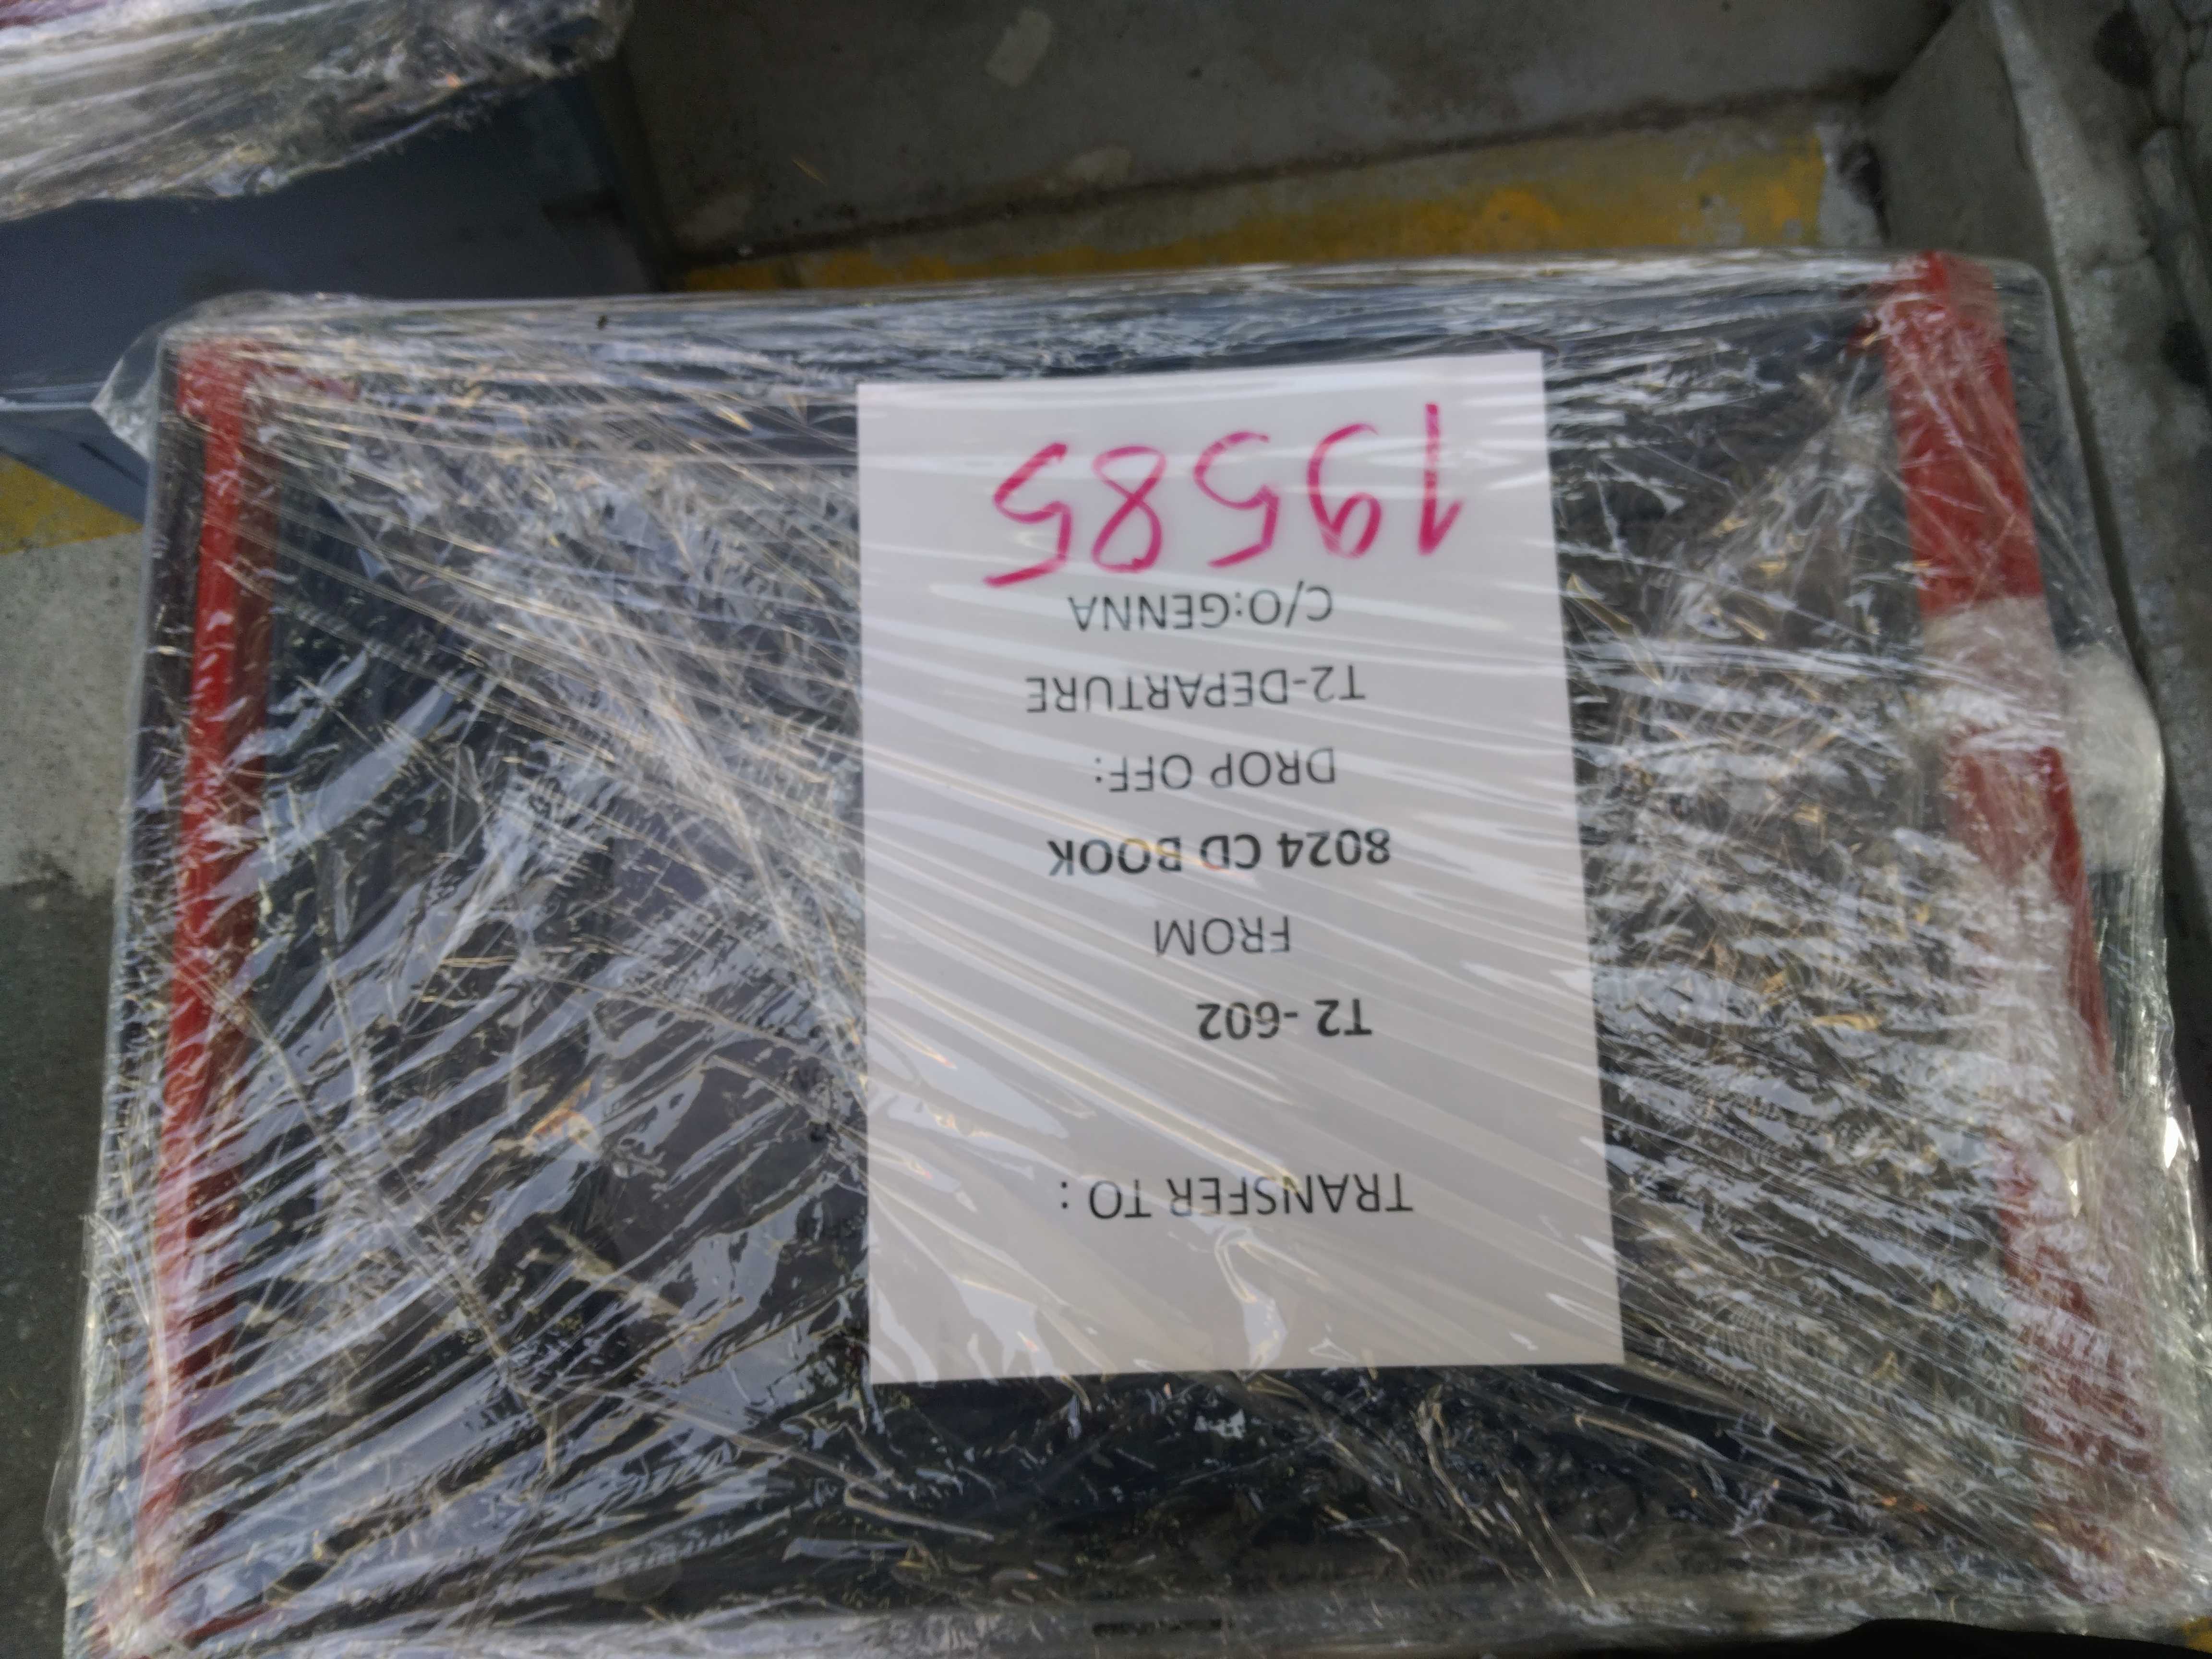 TRANSFER TO :
T2 - 602
FROM
8024 CD BOOK
DROP OFF:
T2-DEPARTURE
C/O:GENNA
19585